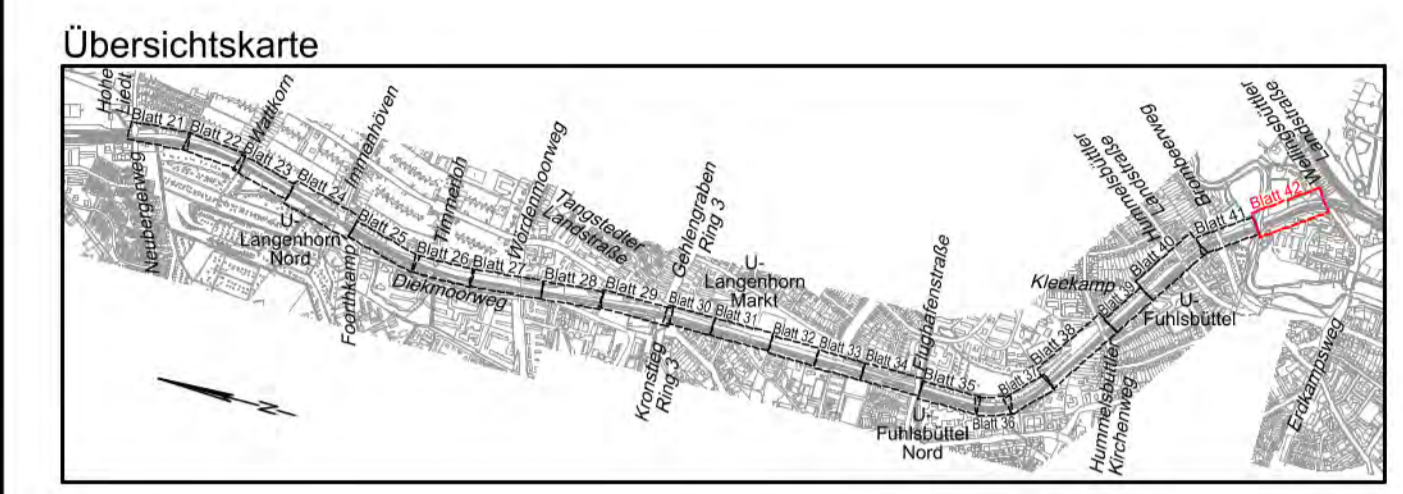 Übersichtskarte
Hohe
Liedt
Blatt 21
Blatt 22
Wattkorn
Blatt 23
Blatt 24
Immenhöven
Neubergerweg
U-
Langenhorn
Nord
Foorthkamp
Blatt 25
Timmerloh
Blatt 26
Diekmoorweg
Wördenmoorweg
Blatt 27
Tangstedter
Landstraße
Blatt 28
Blatt 29
Gehlengraben
Ring 3
Kronstieg
Ring 3
Blatt 30
U-
Langenhorn
Markt
Blatt 31
Blatt 32
Blatt 33
Blatt 34
Flughafenstraße
U-
Fuhlsbüttel
Nord
Blatt 35
Blatt 36
Blatt 37
Blatt 38
Hummelsbüttler
Kirchenweg
Kleekamp
Blatt 39
U-
Fuhlsbüttel
Blatt 40
Hummelsbüttler
Landstraße
Brombeerweg
Blatt 41
Blatt 42
Wellingsbüttler
Landstraße
Erdkampsweg
N